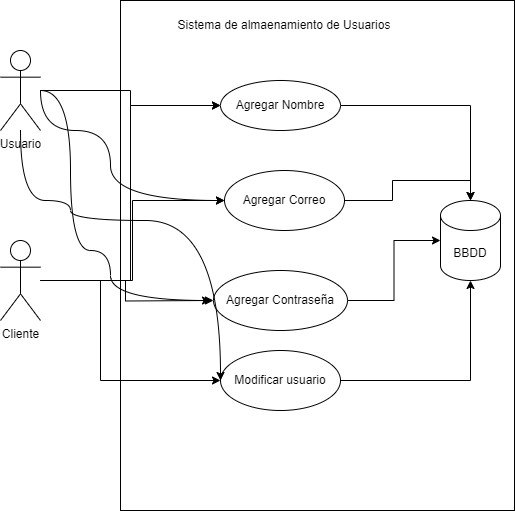 Sistema de almaenamiento de Usuarios
Agregar Nombre
Usuario
Agregar Correo
BBDD
Agregar Contraseña
Cliente
Modificar usuario